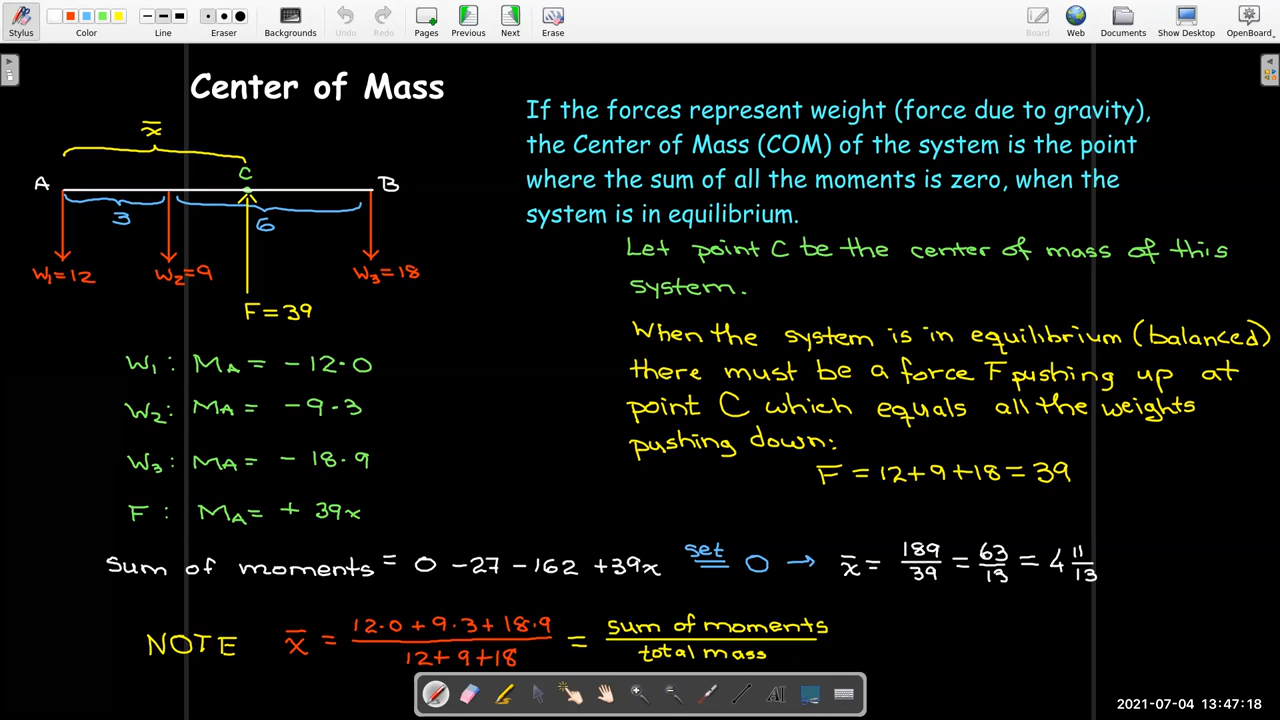 Stylus
Color
Line
Eraser
Backgrounds
Undo
Redo
Pages
Previous
Next
Erase
Board
Web
Documents
Show Desktop
OpenBoard
Center of Mass
x̄
A
C
B
3
6
W₁=12
W₂=9
W₃=18
F=39
If the forces represent weight (force due to gravity),
the Center of Mass (COM) of the system is the point
where the sum of all the moments is zero, when the
system is in equilibrium.
Let point C be the center of mass of this
system.
When the system is in equilibrium (balanced)
there must be a force F pushing up at
point C which equals all the weights
pushing down:
F = 12+9+18 = 39
W₁: M_A = -12·0
W₂: M_A = -9·3
W₃: M_A = -18·9
F: M_A = +39x
sum of moments = 0 -27 -162 +39x set = 0 → x̄ = 189/39 = 63/13 = 4 11/13
NOTE x̄ = (12·0+9·3+18·9)/(12+9+18) = sum of moments/total mass
2021-07-04 13:47:18